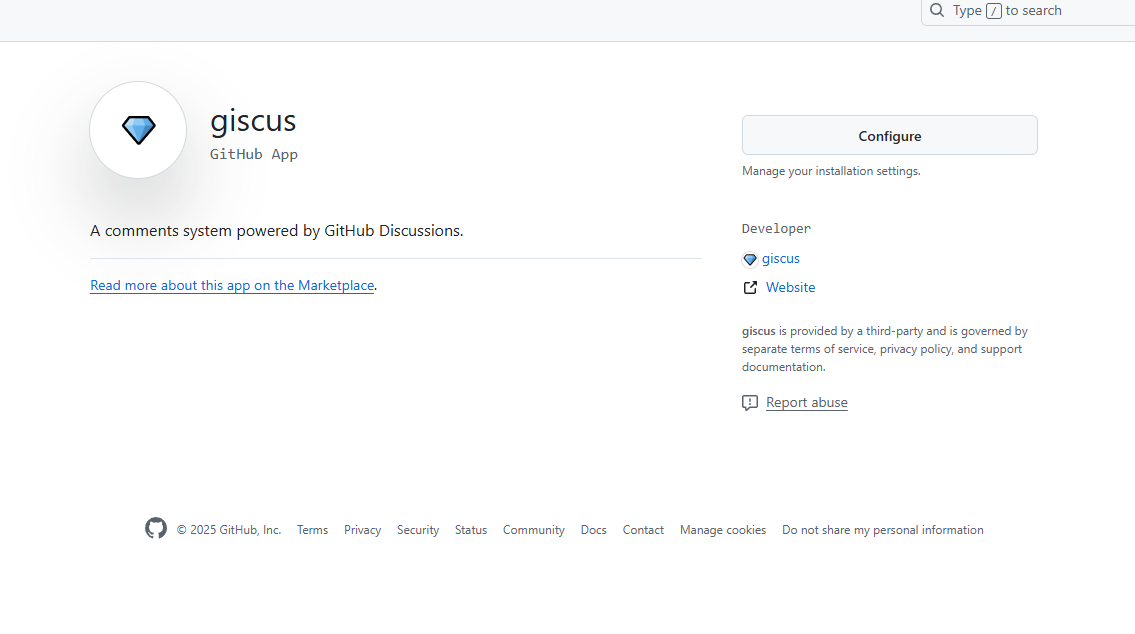 Type / to search
giscus
GitHub App
Configure
Manage your installation settings.
A comments system powered by GitHub Discussions.
Read more about this app on the Marketplace.
Developer
giscus
Website
giscus is provided by a third-party and is governed by
separate terms of service, privacy policy, and support
documentation.
Report abuse
© 2025 GitHub, Inc. Terms Privacy Security Status Community Docs Contact Manage cookies Do not share my personal information